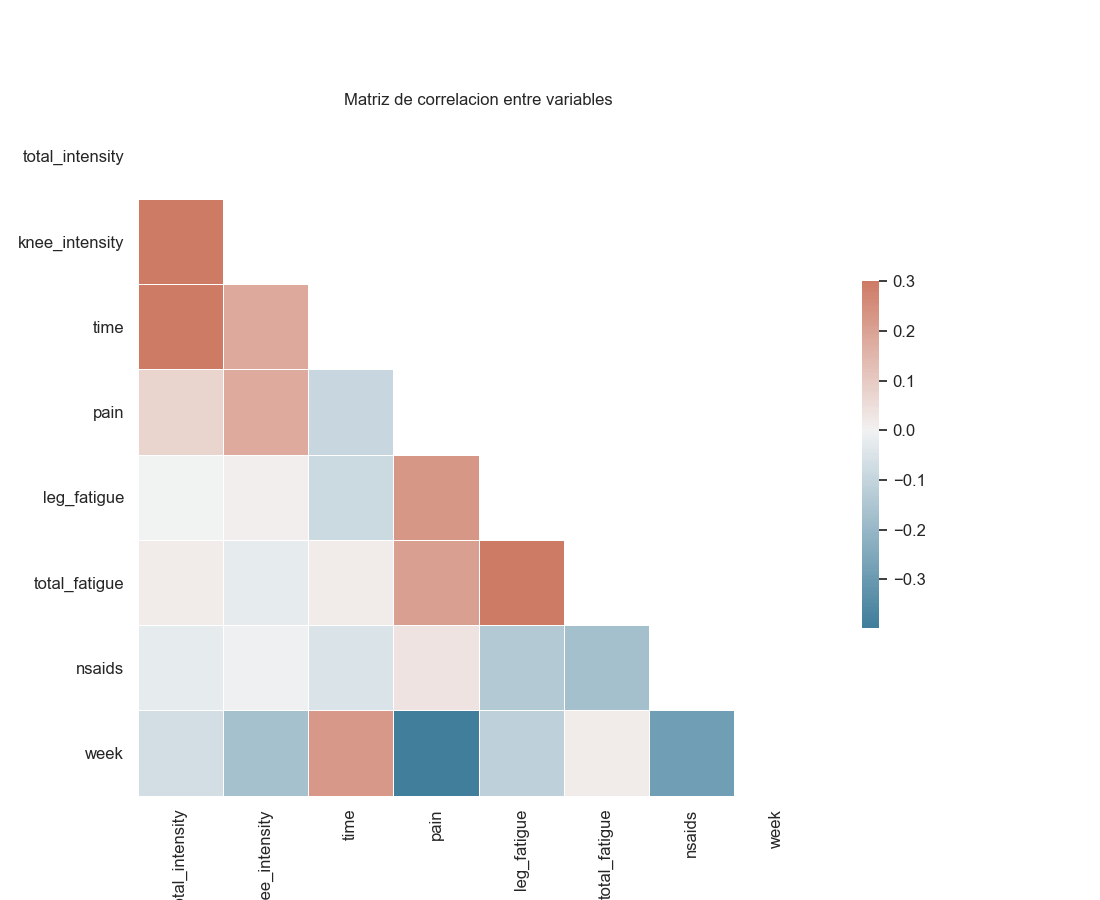 Matriz de correlacion entre variables
total_intensity
knee_intensity
time
pain
leg_fatigue
total_fatigue
nsaids
week
otal_intensity
ee_intensity
time
pain
leg_fatigue
total_fatigue
nsaids
week
0.3
0.2
0.1
0.0
−0.1
−0.2
−0.3